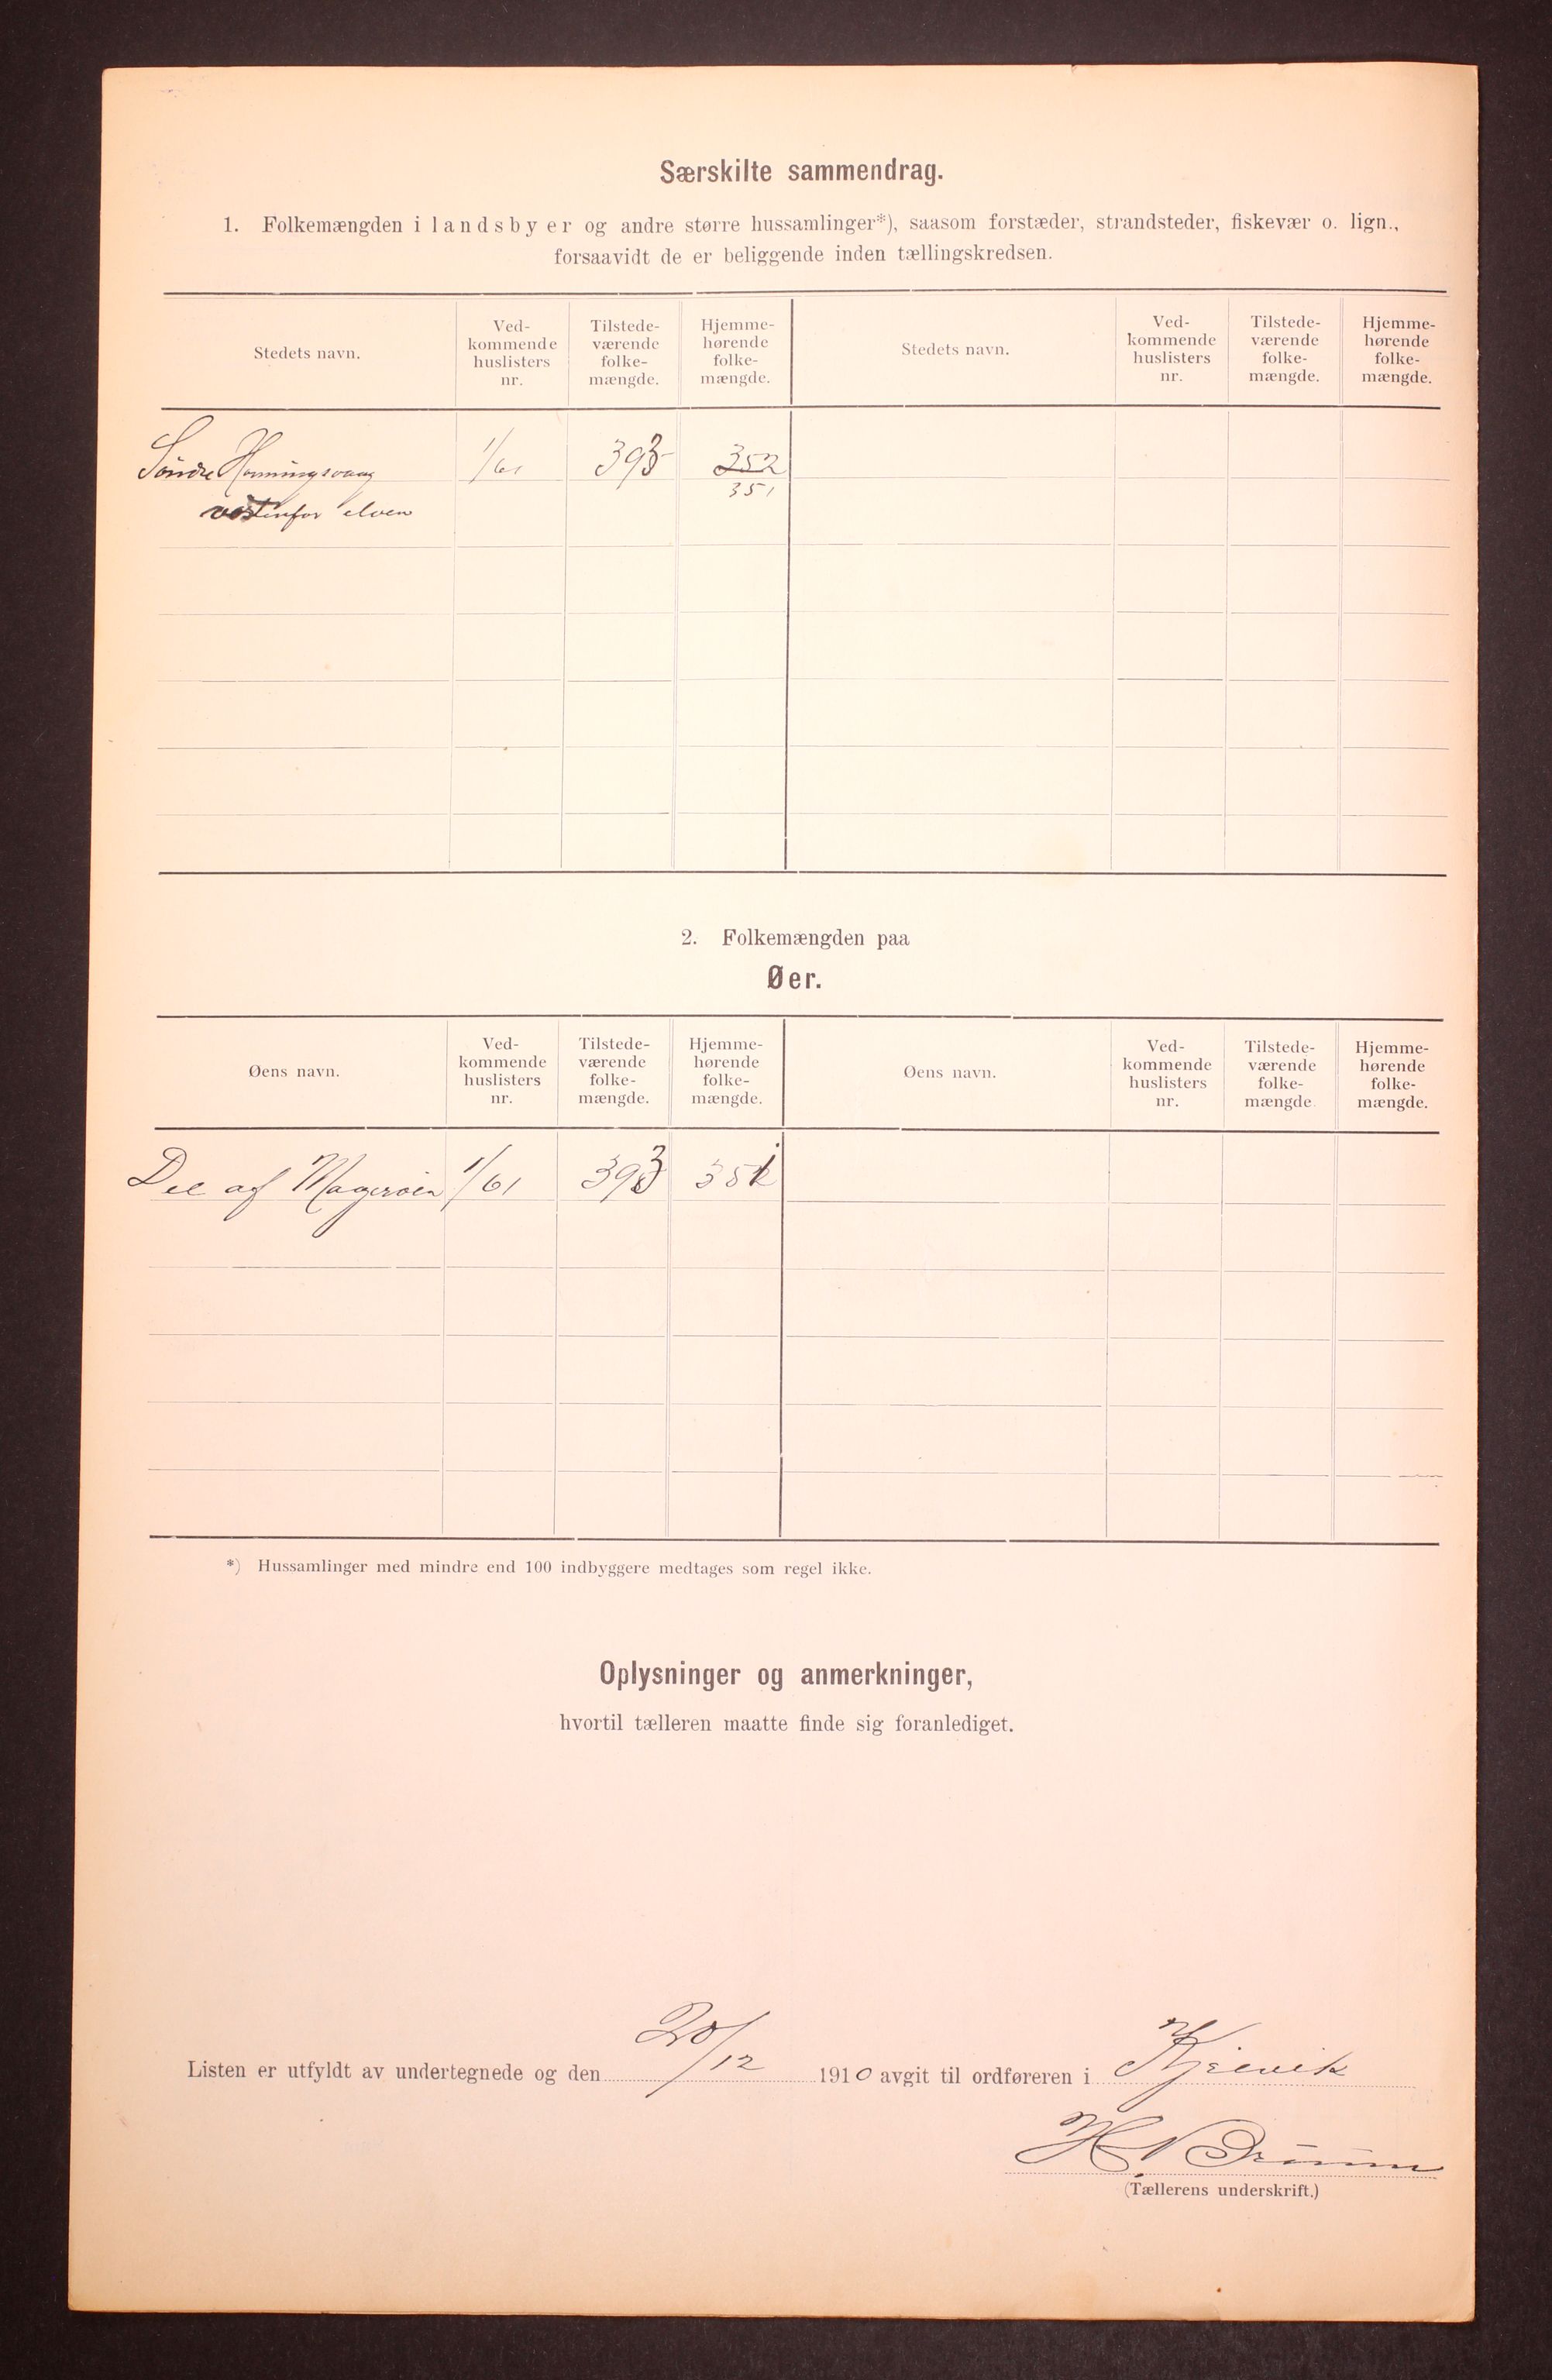 Særskilte sammendrag.
1. Folkemængden i landsbyer og andre større hussamlinger*), saasom forstæder, strandsteder, fiskevær o. lign.,
forsaavidt de er beliggende inden tællingskredsen.
Stedets navn. Ved-kommende huslisters nr. Tilstede-værende folke-mængde. Hjemme-hørende folke-mængde. Stedets navn. Ved-kommende huslisters nr. Tilstede-værende folke-mængde. Hjemme-hørende folke-mængde.
Söndre Honningsvaag 1/61 393 352
351
vestenfor elven
2. Folkemængden paa
Øer.
Øens navn. Ved-kommende huslisters nr. Tilstede-værende folke-mængde. Hjemme-hørende folke-mængde. Øens navn. Ved-kommende huslisters nr. Tilstede-værende folke-mængde Hjemme-hørende folke-mængde.
Del af Magerøen 1/61 393 351
*) Hussamlinger med mindre end 100 indbyggere medtages som regel ikke.
Oplysninger og anmerkninger,
hvortil tælleren maatte finde sig foranlediget.
Listen er utfyldt av undertegnede og den 20/12 1910 avgit til ordføreren i Kjelvik
H. N.
(Tællerens underskrift.)